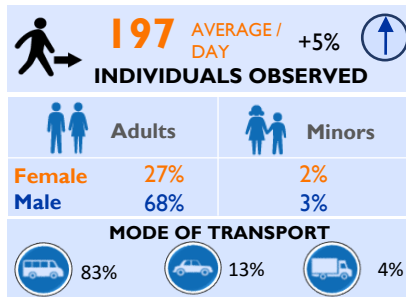 197 AVERAGE / DAY +5%
INDIVIDUALS OBSERVED
Adults Minors
Female 27% 2%
Male 68% 3%
MODE OF TRANSPORT
83% 13% 4%